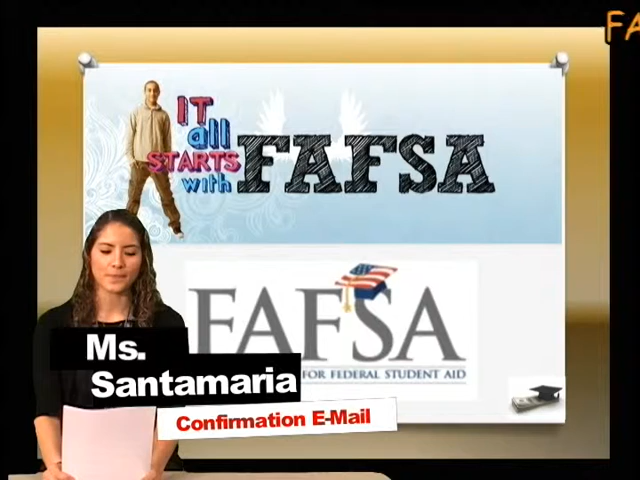 FA
IT
all
STARTS
with
FAFSA
FAFSA
FOR FEDERAL STUDENT AID
Ms.
Santamaria
Confirmation E-Mail